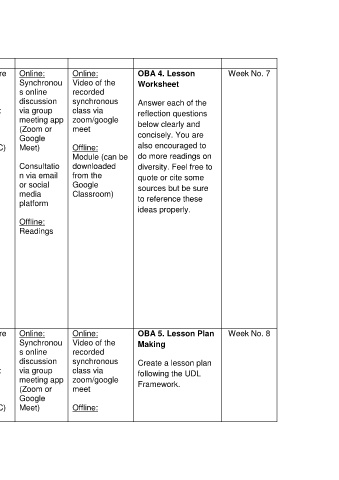 re
:
C)
Online:
Synchronou
s online
discussion
via group
meeting app
(Zoom or
Google
Meet)
Consultatio
n via email
or social
media
platform
Offline:
Readings
Online:
Video of the
recorded
synchronous
class via
zoom/google
meet
Offline:
Module (can be
downloaded
from the
Google
Classroom)
OBA 4. Lesson
Worksheet
Answer each of the
reflection questions
below clearly and
concisely. You are
also encouraged to
do more readings on
diversity. Feel free to
quote or cite some
sources but be sure
to reference these
ideas properly.
Week No. 7
re
:
C)
Online:
Synchronou
s online
discussion
via group
meeting app
(Zoom or
Google
Meet)
Online:
Video of the
recorded
synchronous
class via
zoom/google
meet
Offline:
OBA 5. Lesson Plan
Making
Create a lesson plan
following the UDL
Framework.
Week No. 8